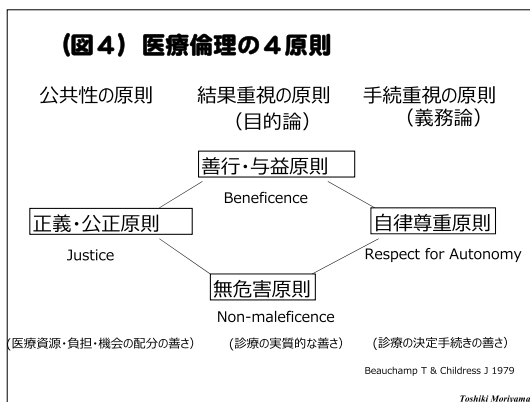 (図4) 医療倫理の4原則
公共性の原則
結果重視の原則
(目的論)
手続重視の原則
(義務論)
善行・与益原則
Beneficence
正義・公正原則
Justice
自律尊重原則
Respect for Autonomy
無危害原則
Non-maleficence
(医療資源・負担・機会の配分の善さ)
(診療の実質的な善さ)
(診療の決定手続きの善さ)
Beauchamp T & Childress J 1979
Toshiki Moriyama